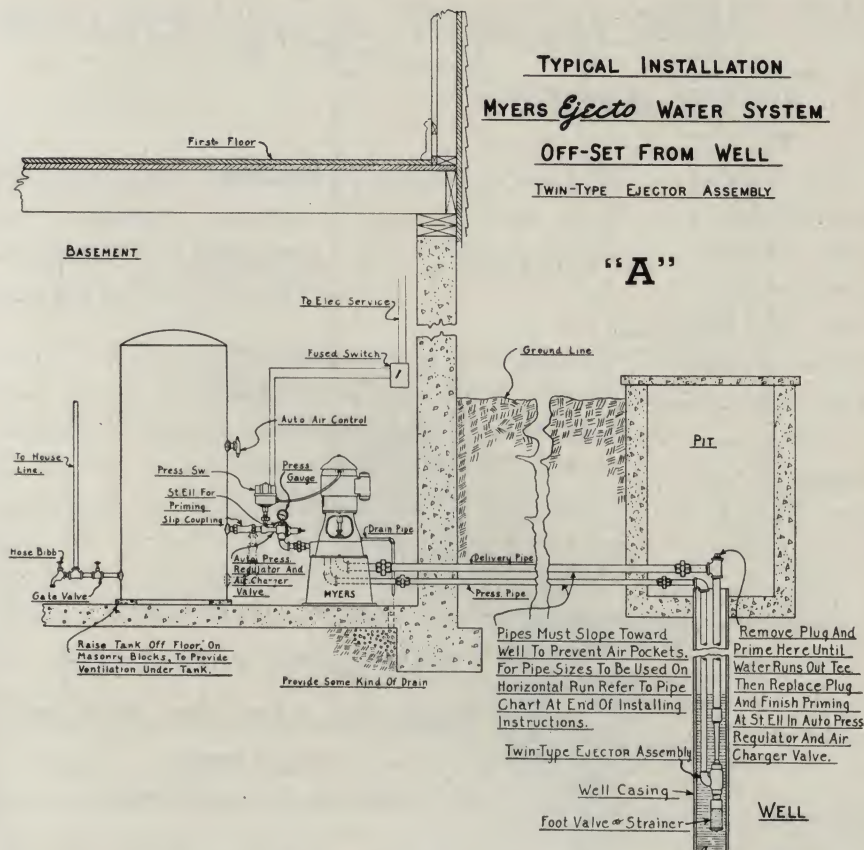 TYPICAL INSTALLATION
MYERS Ejecto WATER SYSTEM
OFF-SET FROM WELL
TWIN-TYPE EJECTOR ASSEMBLY
"A"
First Floor
BASEMENT
To Elec Service
Fused Switch
Ground Line
Auto Air Control
PIT
To House
Line.
Press Sw.
Press
Gauge
St. Ell For
Priming
Slip Coupling
Drain Pipe
Hose Bibb
Gate Valve
Auto Press.
Regulator And
Air Charger
Valve.
MYERS
Delivery Pipe
Press. Pipe
Raise Tank Off Floor, On
Masonry Blocks, To Provide
Ventilation Under Tank.
Provide Some Kind Of Drain
Pipes Must Slope Toward
Well To Prevent Air Pockets.
For Pipe Sizes To Be Used On
Horizontal Run Refer To Pipe
Chart At End Of Installing
Instructions.
Remove Plug And
Prime Here Until
Water Runs Out Tee
Then Replace Plug
And Finish Priming
At St Ell In Auto Press
Regulator And Air
Charger Valve.
Twin-Type Ejector Assembly
Well Casing
Foot Valve & Strainer
WELL